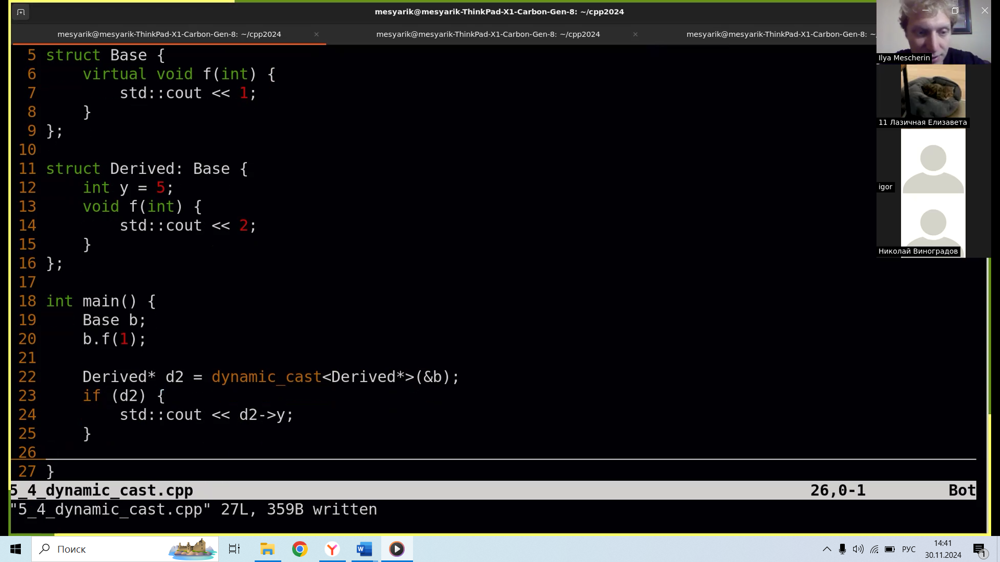 mesyarik@mesyarik-ThinkPad-X1-Carbon-Gen-8: ~/cpp2024
mesyarik@mesyarik-ThinkPad-X1-Carbon-Gen-8: ~/cpp2024
mesyarik@mesyarik-ThinkPad-X1-Carbon-Gen-8: ~/cpp2024
mesyarik@mesyarik-ThinkPad-X1-Carbon-Gen-8: ~/
5 struct Base {
6     virtual void f(int) {
7         std::cout << 1;
8     }
9 };
10
11 struct Derived: Base {
12     int y = 5;
13     void f(int) {
14         std::cout << 2;
15     }
16 };
17
18 int main() {
19     Base b;
20     b.f(1);
21
22     Derived* d2 = dynamic_cast<Derived*>(&b);
23     if (d2) {
24         std::cout << d2->y;
25     }
26
27 }
5_4_dynamic_cast.cpp 26,0-1 Bot
"5_4_dynamic_cast.cpp" 27L, 359B written
Ilya Mescherin
11 Лазичная Елизавета
igor
Николай Виноградов
Поиск
РУС
14:41
30.11.2024
1